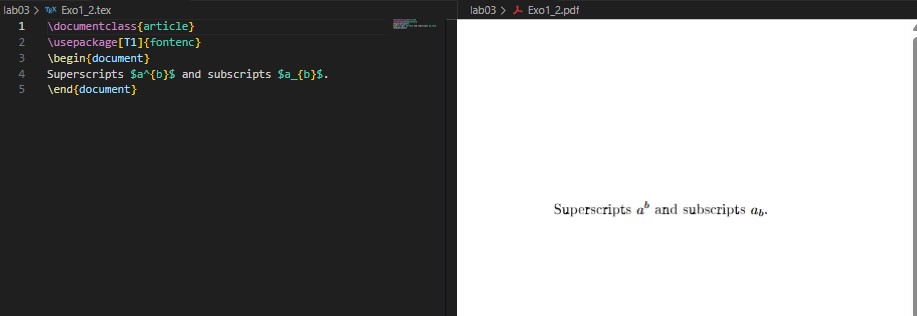 lab03 > TEX Exo1_2.tex
1 \documentclass{article}
2 \usepackage[T1]{fontenc}
3 \begin{document}
4 Superscripts $a^{b}$ and subscripts $a_{b}$.
5 \end{document}
lab03 > Exo1_2.pdf
Superscripts aᵇ and subscripts a_b.